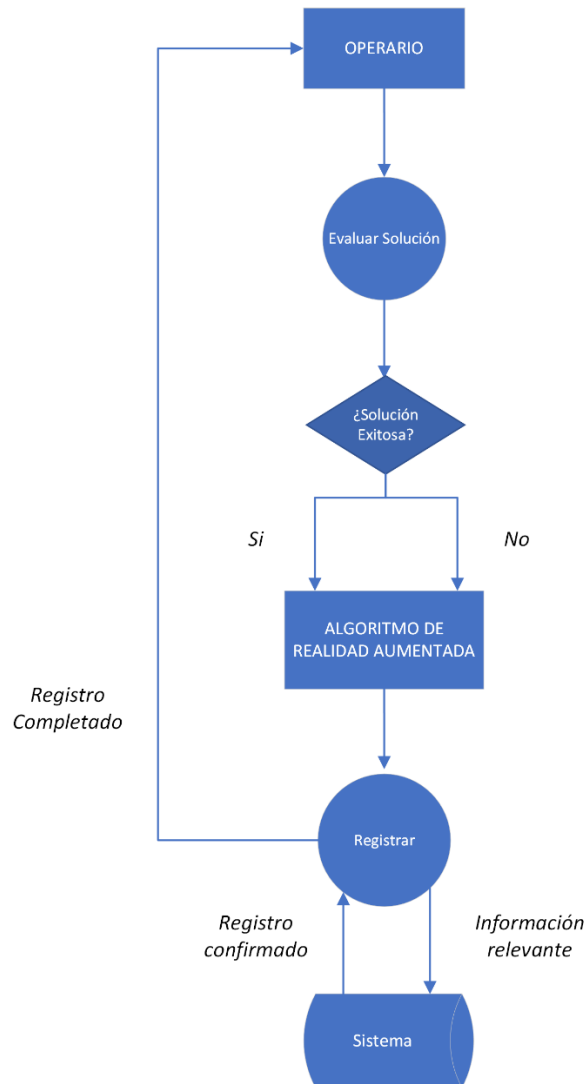 OPERARIO
Evaluar Solución
¿Solución
Exitosa?
Si
No
ALGORITMO DE
REALIDAD AUMENTADA
Registro
Completado
Registrar
Registro
confirmado
Información
relevante
Sistema